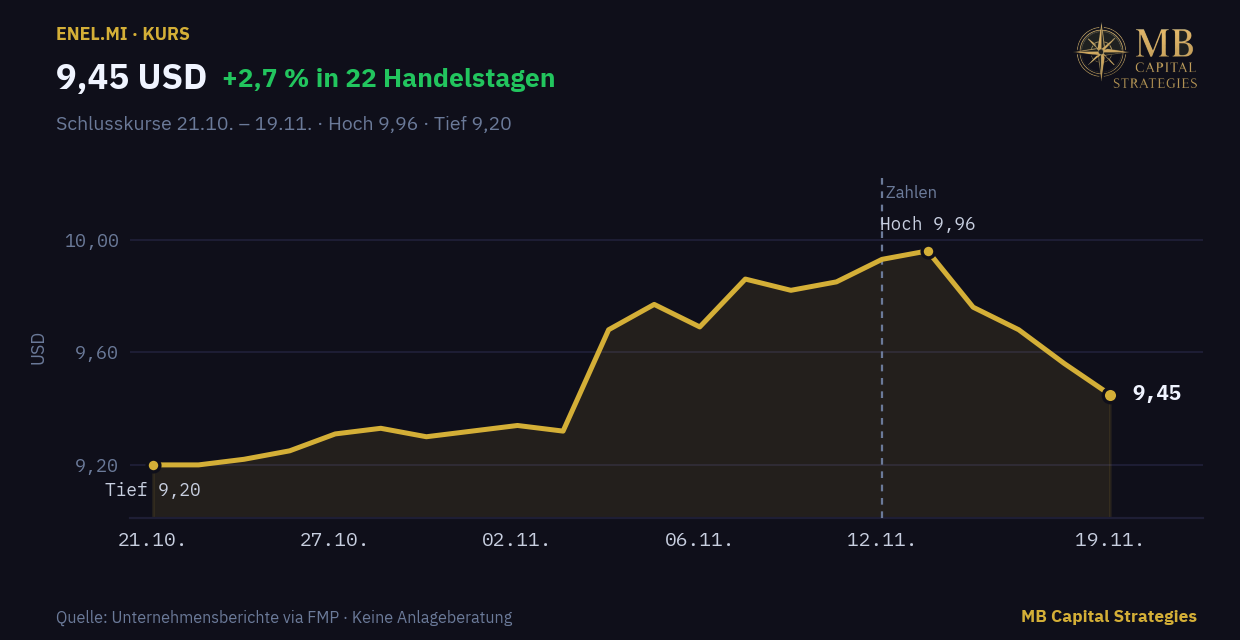 ENEL.MI · KURS
9,45 USD +2,7 % in 22 Handelstagen
Schlusskurse 21.10. – 19.11. · Hoch 9,96 · Tief 9,20
MB
CAPITAL
STRATEGIES
Zahlen
Hoch 9,96
10,00
USD
9,60
9,45
9,20
Tief 9,20
21.10. 27.10. 02.11. 06.11. 12.11. 19.11.
Quelle: Unternehmensberichte via FMP · Keine Anlageberatung
MB Capital Strategies